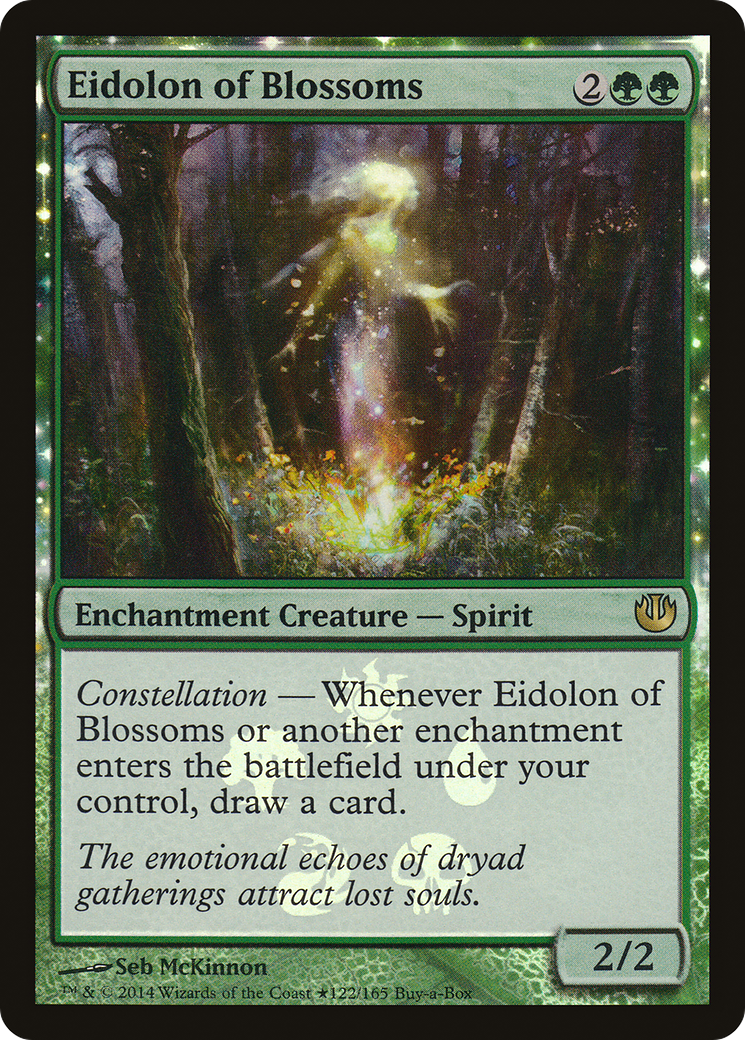 Eidolon of Blossoms 2
Enchantment Creature — Spirit
Constellation — Whenever Eidolon of
Blossoms or another enchantment
enters the battlefield under your
control, draw a card.
The emotional echoes of dryad
gatherings attract lost souls.
2/2
Seb McKinnon
™ & © 2014 Wizards of the Coast ★122/165 Buy-a-Box